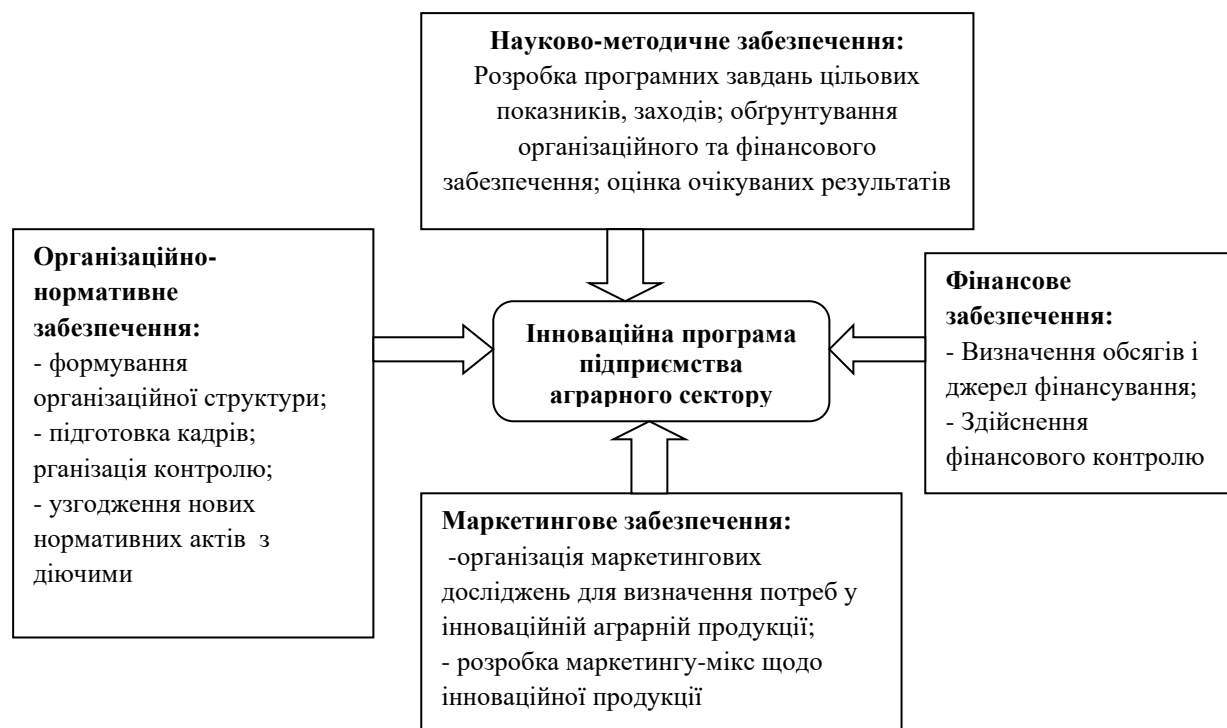 Науково-методичне забезпечення:
Розробка програмних завдань цільових
показників, заходів; обґрунтування
організаційного та фінансового
забезпечення; оцінка очікуваних результатів
Організаційно-
нормативне
забезпечення:
- формування
організаційної структури;
- підготовка кадрів;
рганізація контролю;
- узгодження нових
нормативних актів з
діючими
Інноваційна програма
підприємства
аграрного сектору
Фінансове
забезпечення:
- Визначення обсягів і
джерел фінансування;
- Здійснення
фінансового контролю
Маркетингове забезпечення:
-організація маркетингових
досліджень для визначення потреб у
інноваційній аграрній продукції;
- розробка маркетингу-мікс щодо
інноваційної продукції